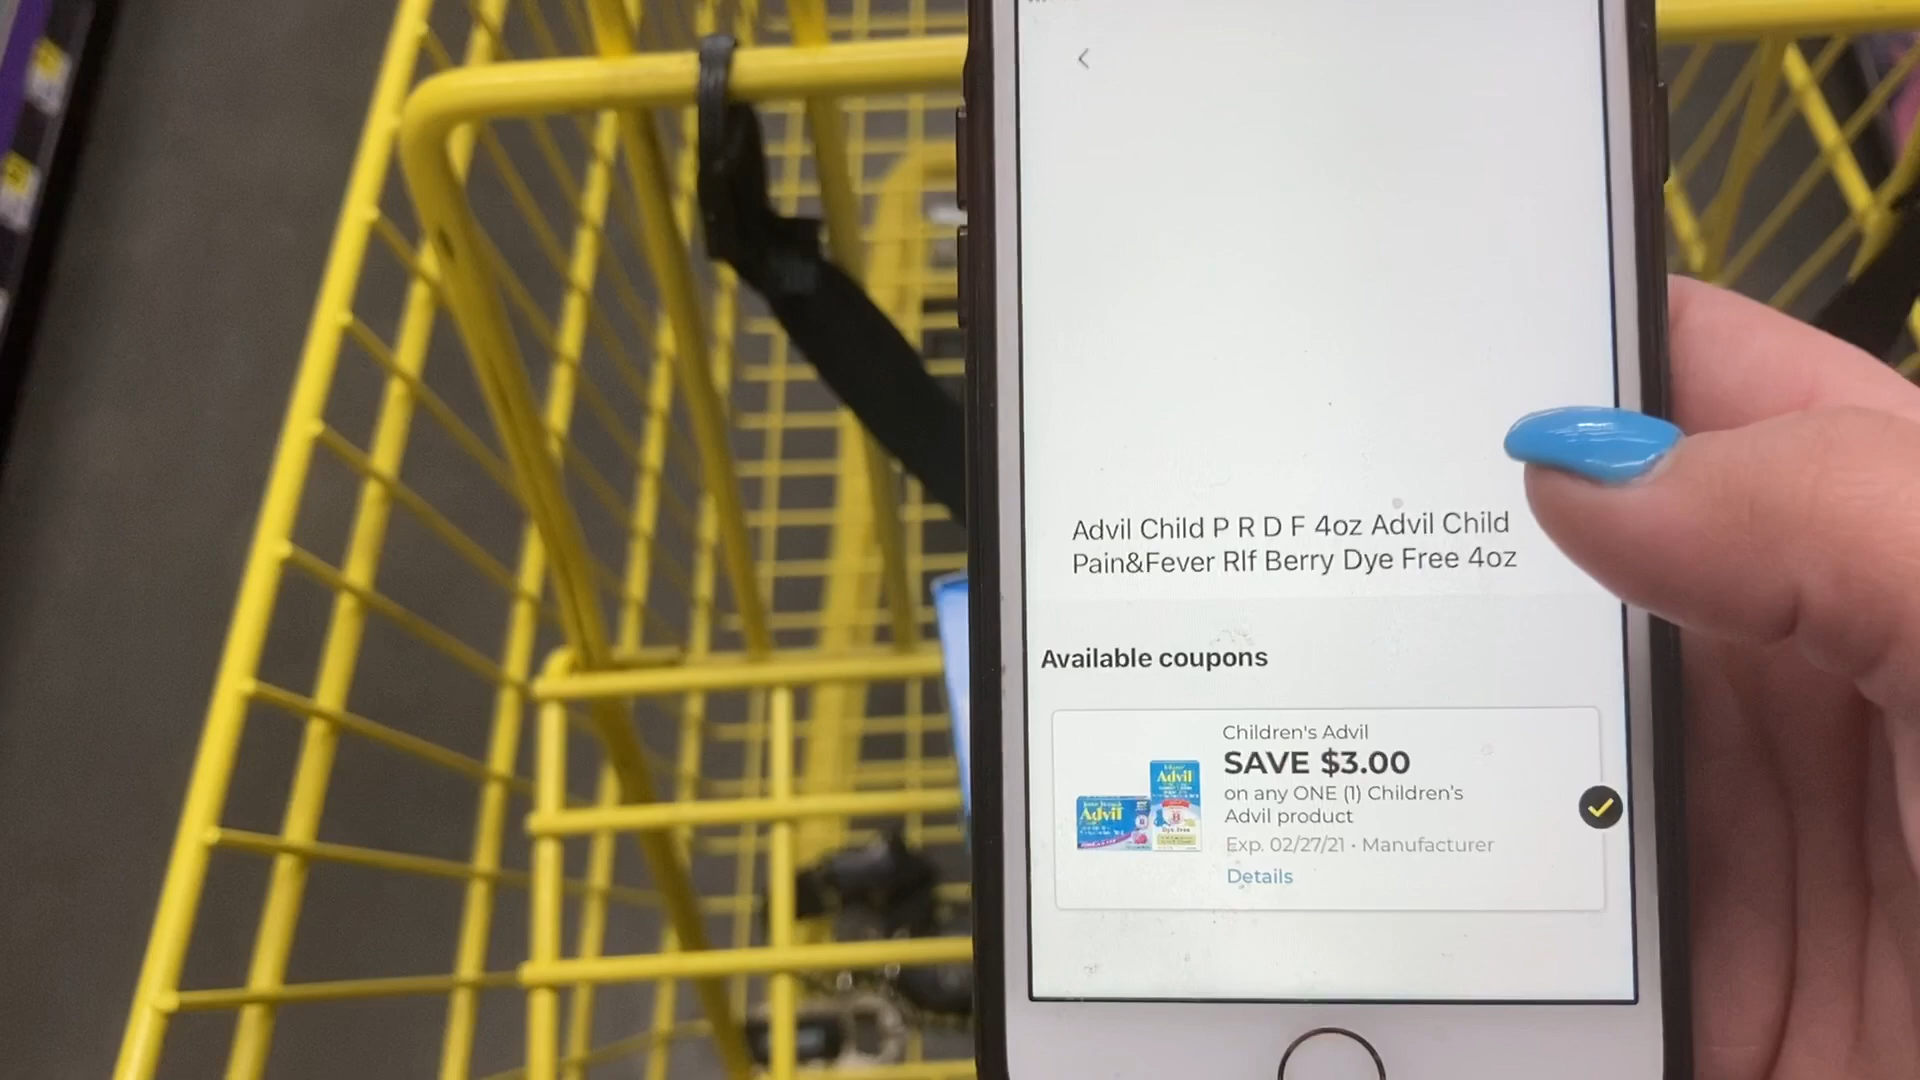 Advil Child P R D F 4oz Advil Child
Pain&Fever Rlf Berry Dye Free 4oz
Available coupons
Children's Advil
SAVE $3.00
on any ONE (1) Children's
Advil product
Exp. 02/27/21 • Manufacturer
Details
Advil
Advil